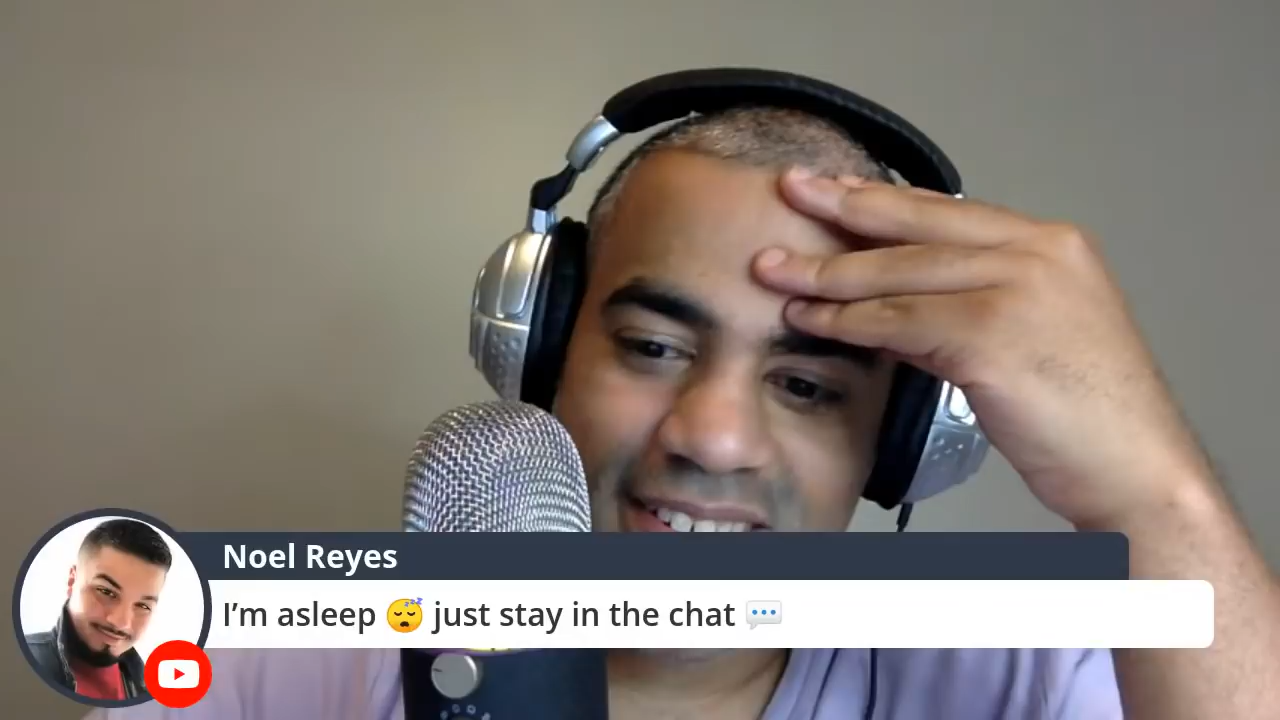 Noel Reyes
I'm asleep 😴 just stay in the chat 💬